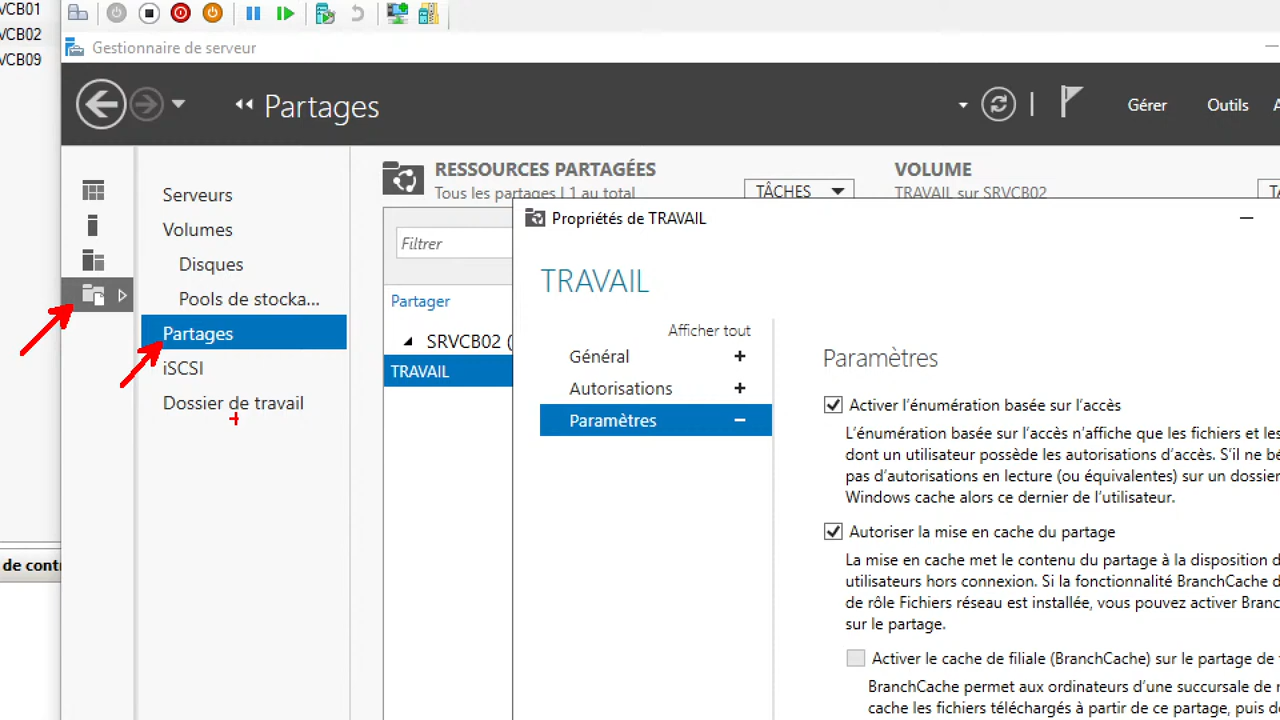 VCB01
VCB02
VCB09
Gestionnaire de serveur
Partages
Gérer
Outils
Serveurs
Volumes
Disques
Pools de stocka...
Partages
iSCSI
Dossier de travail
RESSOURCES PARTAGÉES
Tous les partages | 1 au total
TÂCHES
VOLUME
TRAVAIL sur SRVCB02
Filtrer
Partager
SRVCB02 (
TRAVAIL
Propriétés de TRAVAIL
TRAVAIL
Afficher tout
Général +
Autorisations +
Paramètres −
Paramètres
Activer l'énumération basée sur l'accès
L'énumération basée sur l'accès n'affiche que les fichiers et les
dont un utilisateur possède les autorisations d'accès. S'il ne bé
pas d'autorisations en lecture (ou équivalentes) sur un dossier
Windows cache alors ce dernier de l'utilisateur.
Autoriser la mise en cache du partage
La mise en cache met le contenu du partage à la disposition d
utilisateurs hors connexion. Si la fonctionnalité BranchCache d
de rôle Fichiers réseau est installée, vous pouvez activer Bran
sur le partage.
Activer le cache de filiale (BranchCache) sur le partage de
BranchCache permet aux ordinateurs d'une succursale de
cache les fichiers téléchargés à partir de ce partage, puis de
de cont